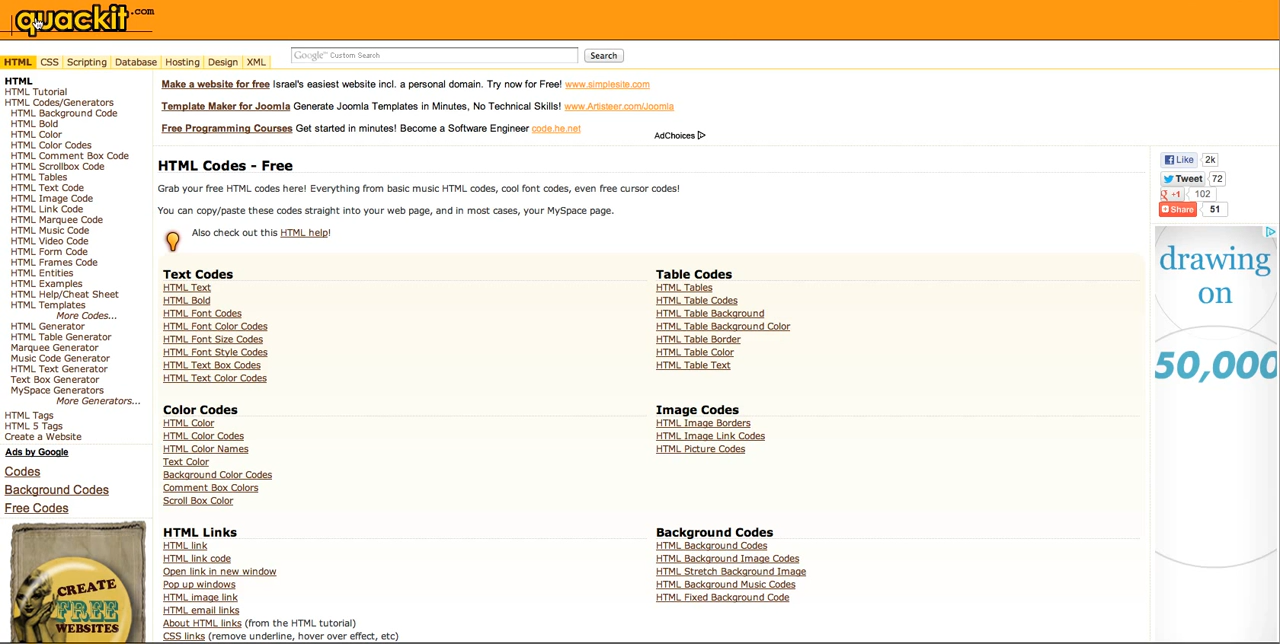 quackit.com
HTML CSS Scripting Database Hosting Design XML
Google™ Custom Search
Search
HTML
HTML Tutorial
HTML Codes/Generators
HTML Background Code
HTML Bold
HTML Color
HTML Color Codes
HTML Comment Box Code
HTML Scrollbox Code
HTML Tables
HTML Text Code
HTML Image Code
HTML Link Code
HTML Marquee Code
HTML Music Code
HTML Video Code
HTML Form Code
HTML Frames Code
HTML Entities
HTML Examples
HTML Help/Cheat Sheet
HTML Templates
More Codes...
HTML Generator
HTML Table Generator
Marquee Generator
Music Code Generator
HTML Text Generator
Text Box Generator
MySpace Generators
More Generators...
HTML Tags
HTML 5 Tags
Create a Website
Ads by Google
Codes
Background Codes
Free Codes
CREATE
FREE
WEBSITES
Make a website for free Israel's easiest website incl. a personal domain. Try now for Free! www.simplesite.com
Template Maker for Joomla Generate Joomla Templates in Minutes, No Technical Skills! www.Artisteer.com/Joomla
Free Programming Courses Get started in minutes! Become a Software Engineer code.he.net
AdChoices
HTML Codes - Free
Grab your free HTML codes here! Everything from basic music HTML codes, cool font codes, even free cursor codes!
You can copy/paste these codes straight into your web page, and in most cases, your MySpace page.
Also check out this HTML help!
Text Codes
HTML Text
HTML Bold
HTML Font Codes
HTML Font Color Codes
HTML Font Size Codes
HTML Font Style Codes
HTML Text Box Codes
HTML Text Color Codes
Table Codes
HTML Tables
HTML Table Codes
HTML Table Background
HTML Table Background Color
HTML Table Border
HTML Table Color
HTML Table Text
Color Codes
HTML Color
HTML Color Codes
HTML Color Names
Text Color
Background Color Codes
Comment Box Colors
Scroll Box Color
Image Codes
HTML Image Borders
HTML Image Link Codes
HTML Picture Codes
HTML Links
HTML link
HTML link code
Open link in new window
Pop up windows
HTML image link
HTML email links
About HTML links (from the HTML tutorial)
CSS links (remove underline, hover over effect, etc)
Background Codes
HTML Background Codes
HTML Background Image Codes
HTML Stretch Background Image
HTML Background Music Codes
HTML Fixed Background Code
Like 2k
Tweet 72
+1 102
Share 51
drawing
on
50,000